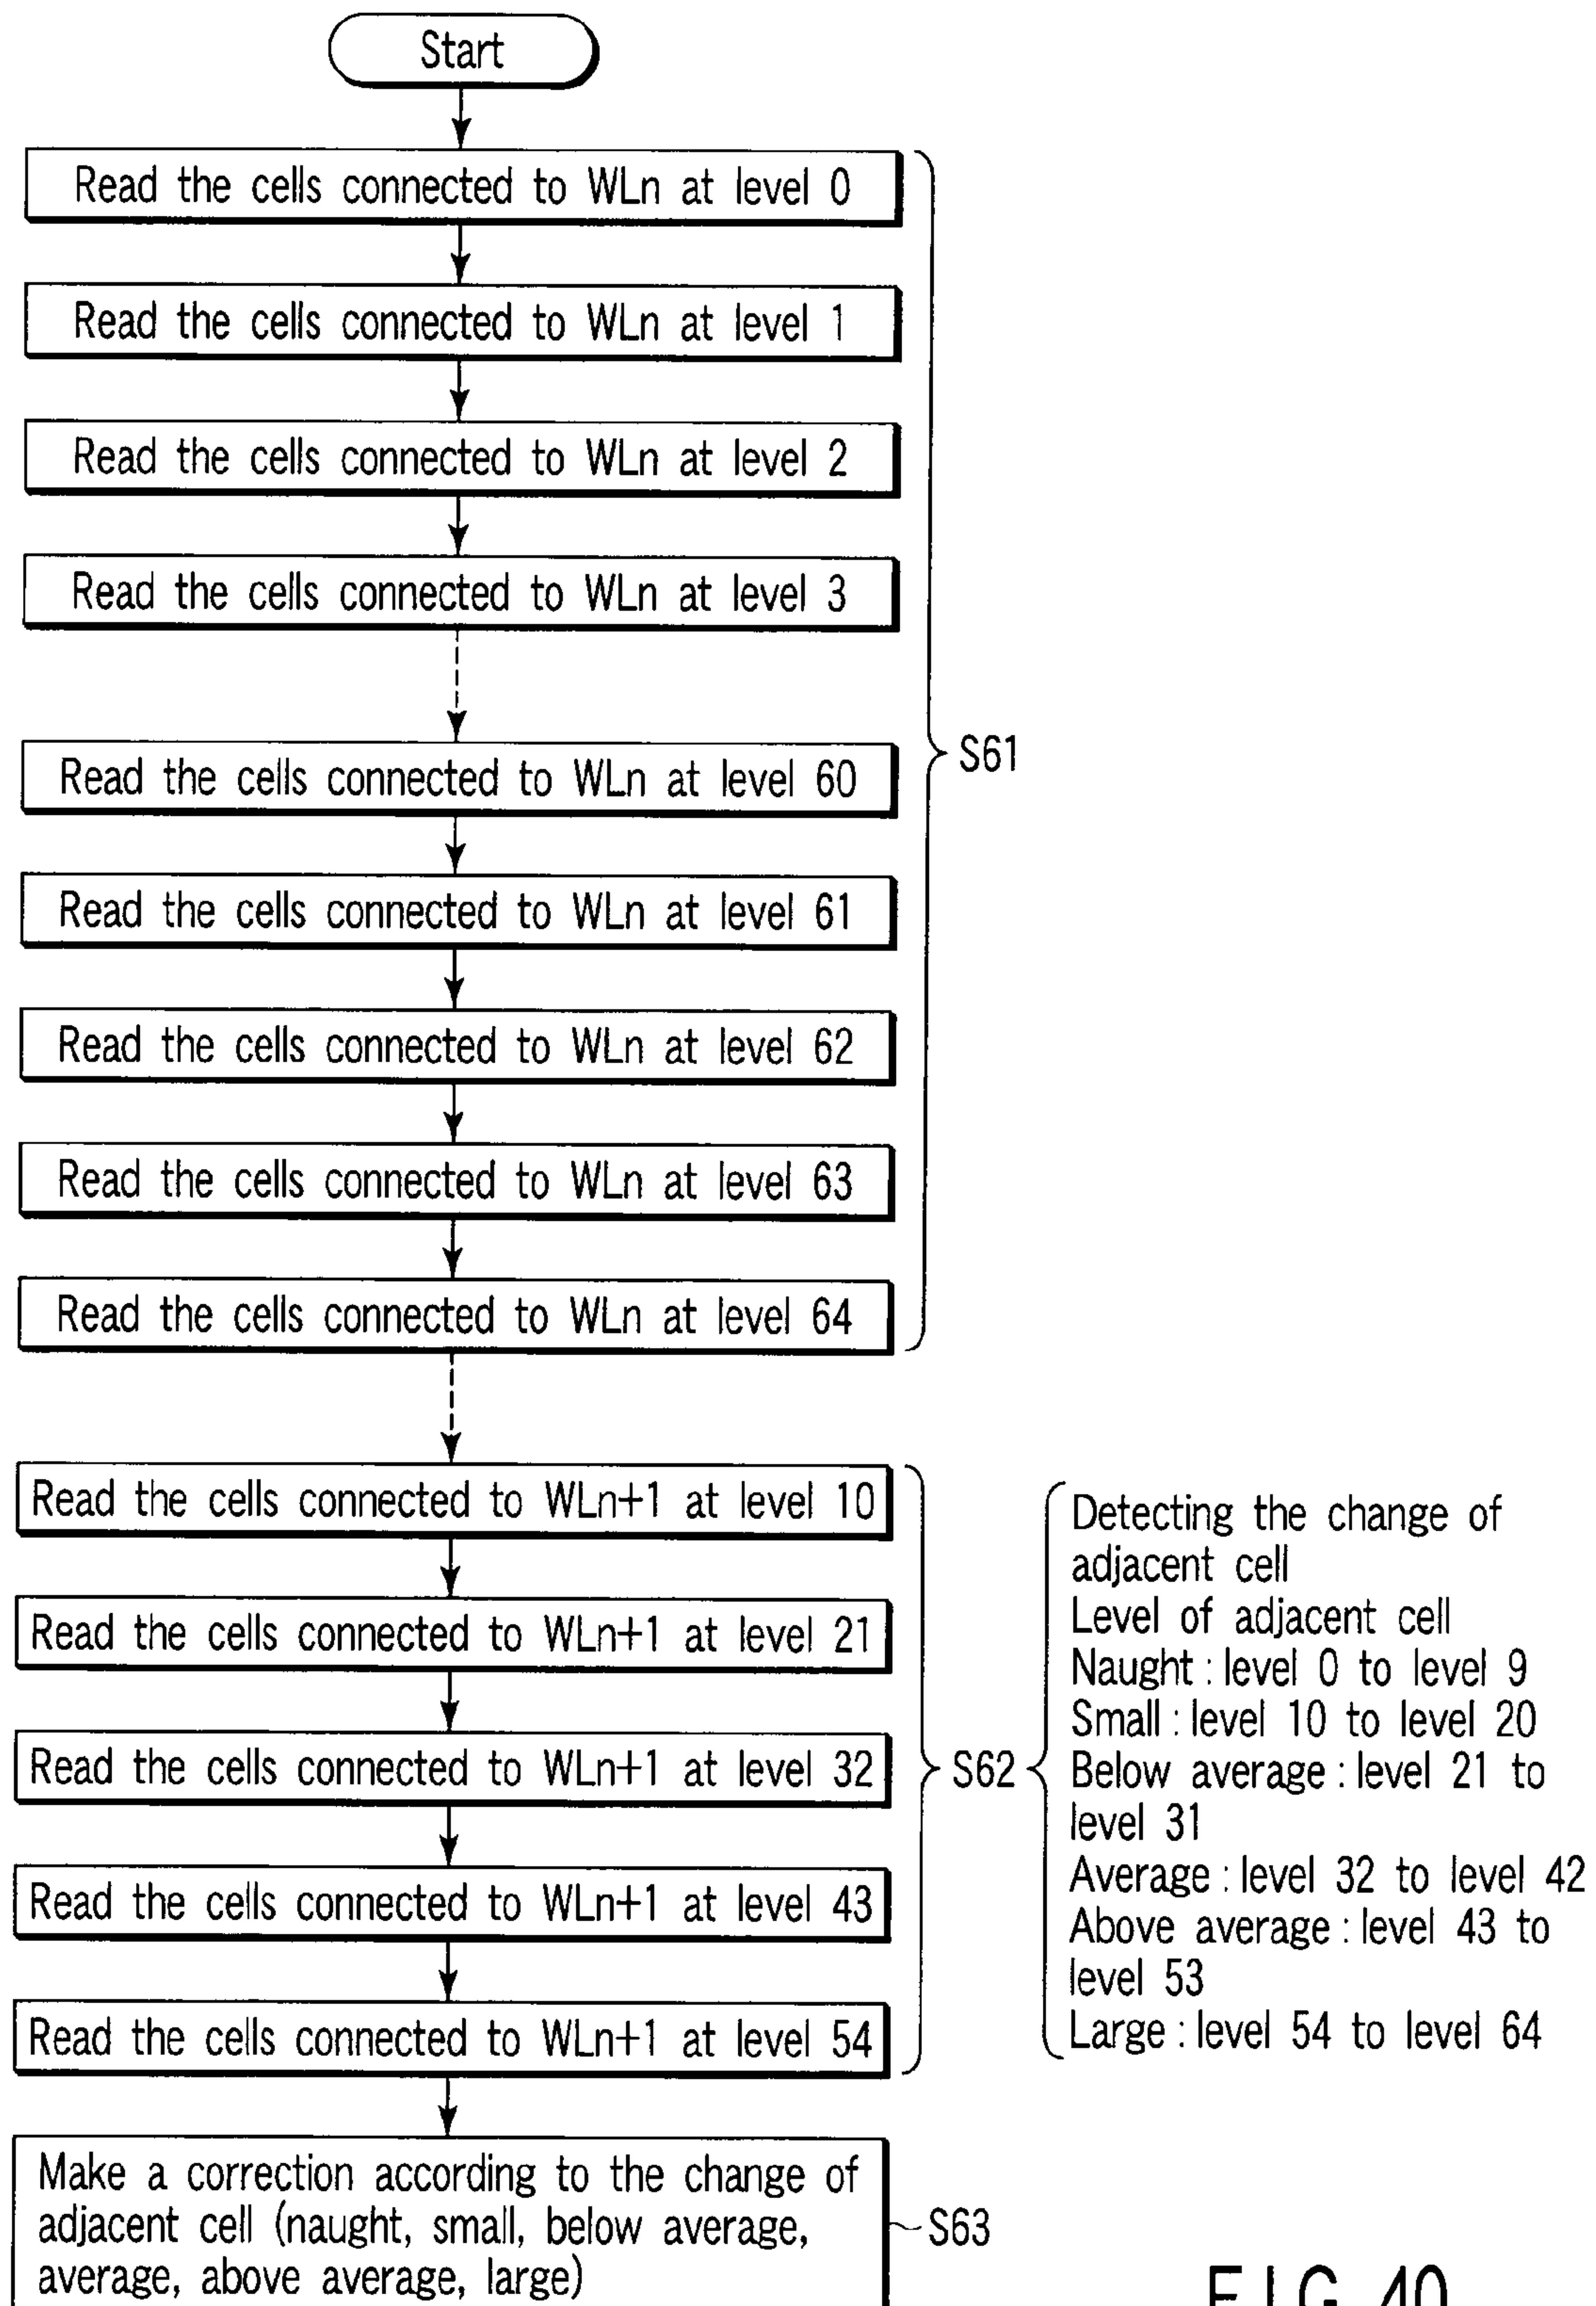 Start
Read the cells connected to WLn at level 0
Read the cells connected to WLn at level 1
Read the cells connected to WLn at level 2
Read the cells connected to WLn at level 3
Read the cells connected to WLn at level 60
S61
Read the cells connected to WLn at level 61
Read the cells connected to WLn at level 62
Read the cells connected to WLn at level 63
Read the cells connected to WLn at level 64
Read the cells connected to WLn+1 at level 10
Read the cells connected to WLn+1 at level 21
Read the cells connected to WLn+1 at level 32
Read the cells connected to WLn+1 at level 43
Read the cells connected to WLn+1 at level 54
S62
Detecting the change of
adjacent cell
Level of adjacent cell
Naught : level 0 to level 9
Small : level 10 to level 20
Below average : level 21 to
level 31
Average : level 32 to level 42
Above average : level 43 to
level 53
Large : level 54 to level 64
Make a correction according to the change of
adjacent cell (naught, small, below average,
average, above average, large)
S63
FIG. 40